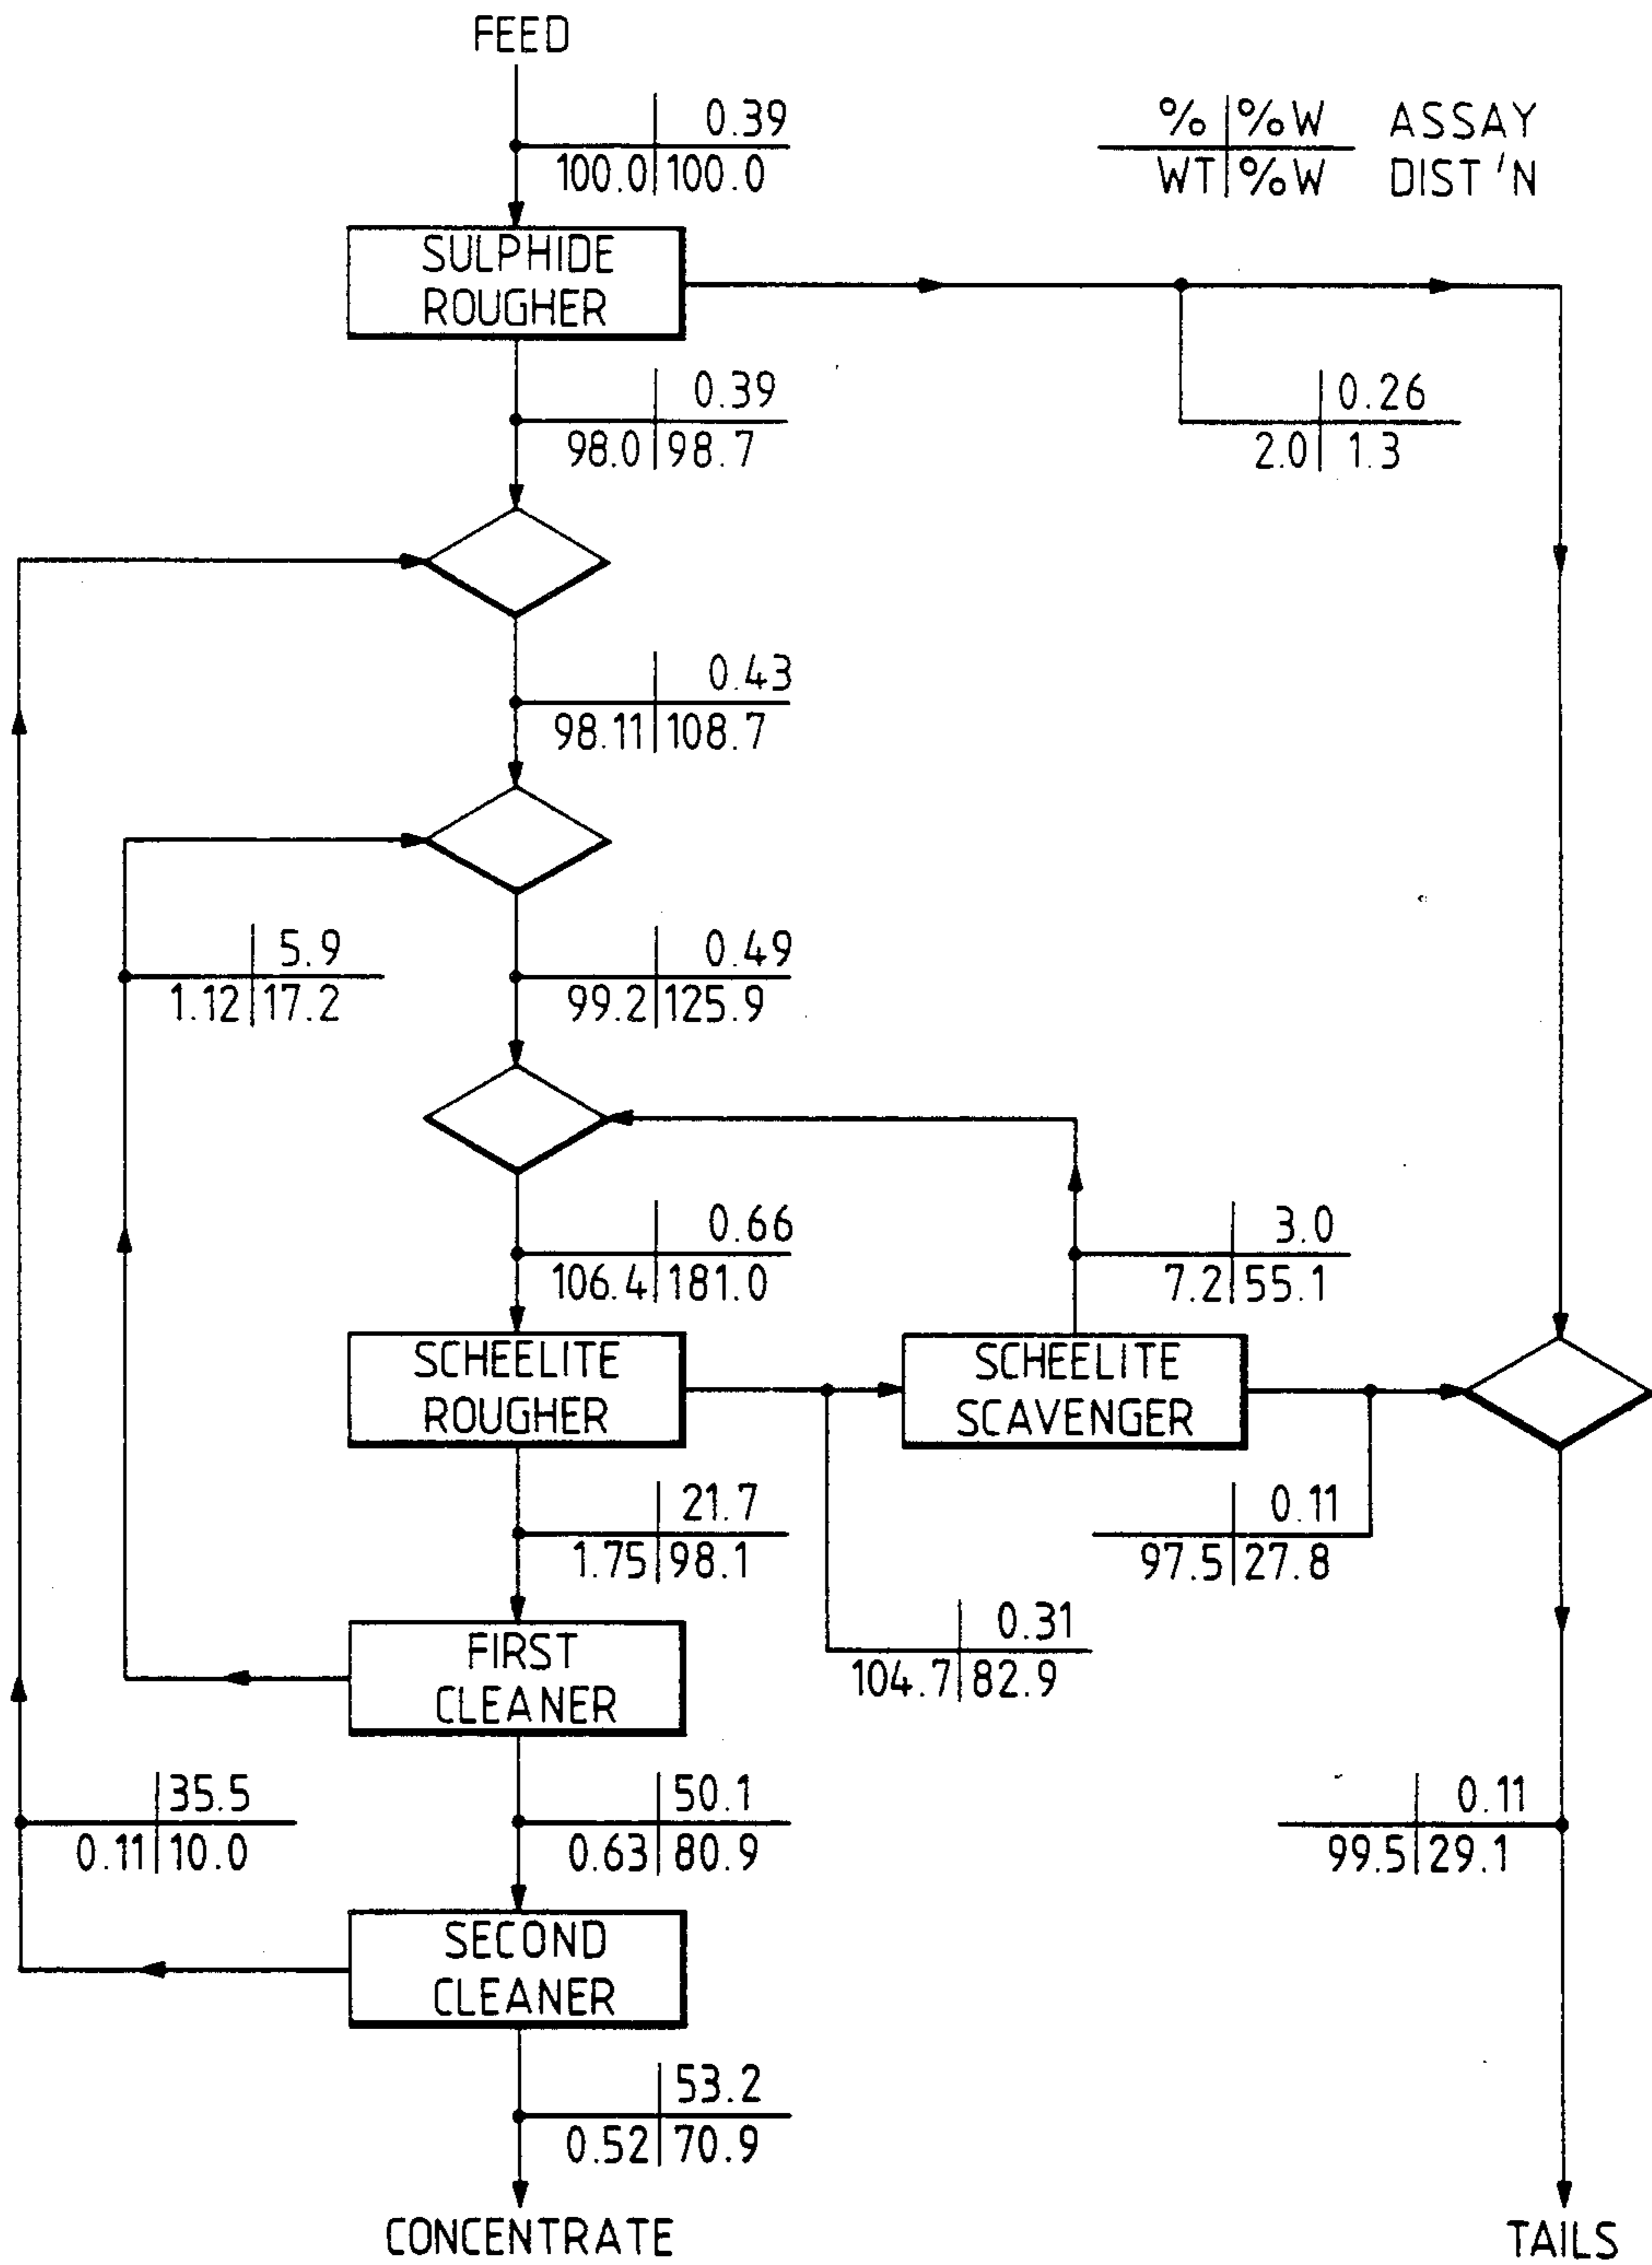 FEED
0.39
100.0 100.0
% %W ASSAY
WT %W DIST'N
SULPHIDE
ROUGHER
0.39
98.0 98.7
0.26
2.0 1.3
0.43
98.11 108.7
5.9
1.12 17.2
0.49
99.2 125.9
0.66
106.4 181.0
3.0
7.2 55.1
SCHEELITE
ROUGHER
SCHEELITE
SCAVENGER
21.7
1.75 98.1
0.11
97.5 27.8
0.31
104.7 82.9
FIRST
CLEANER
35.5
0.11 10.0
50.1
0.63 80.9
0.11
99.5 29.1
SECOND
CLEANER
53.2
0.52 70.9
CONCENTRATE
TAILS